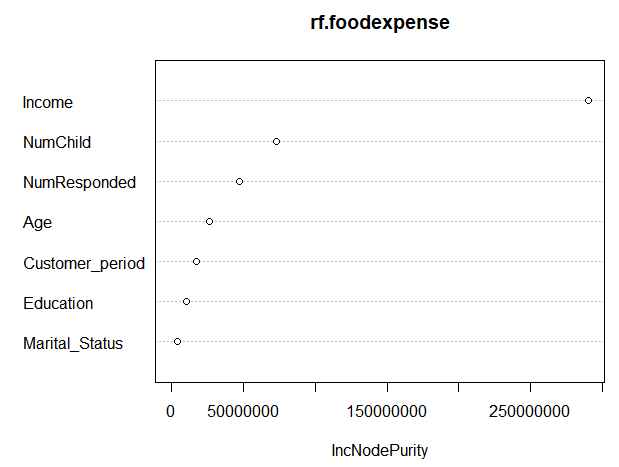 rf.foodexpense
Income
NumChild
NumResponded
Age
Customer_period
Education
Marital_Status
0 50000000 150000000 250000000
IncNodePurity